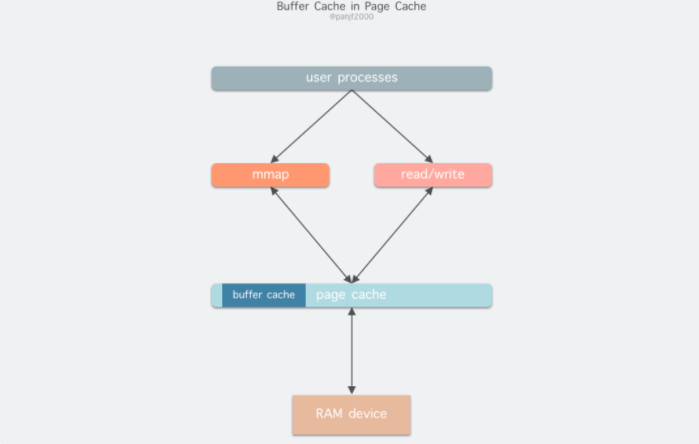 Buffer Cache in Page Cache
@panjf2000
user processes
mmap
read/write
buffer cache
page cache
RAM device